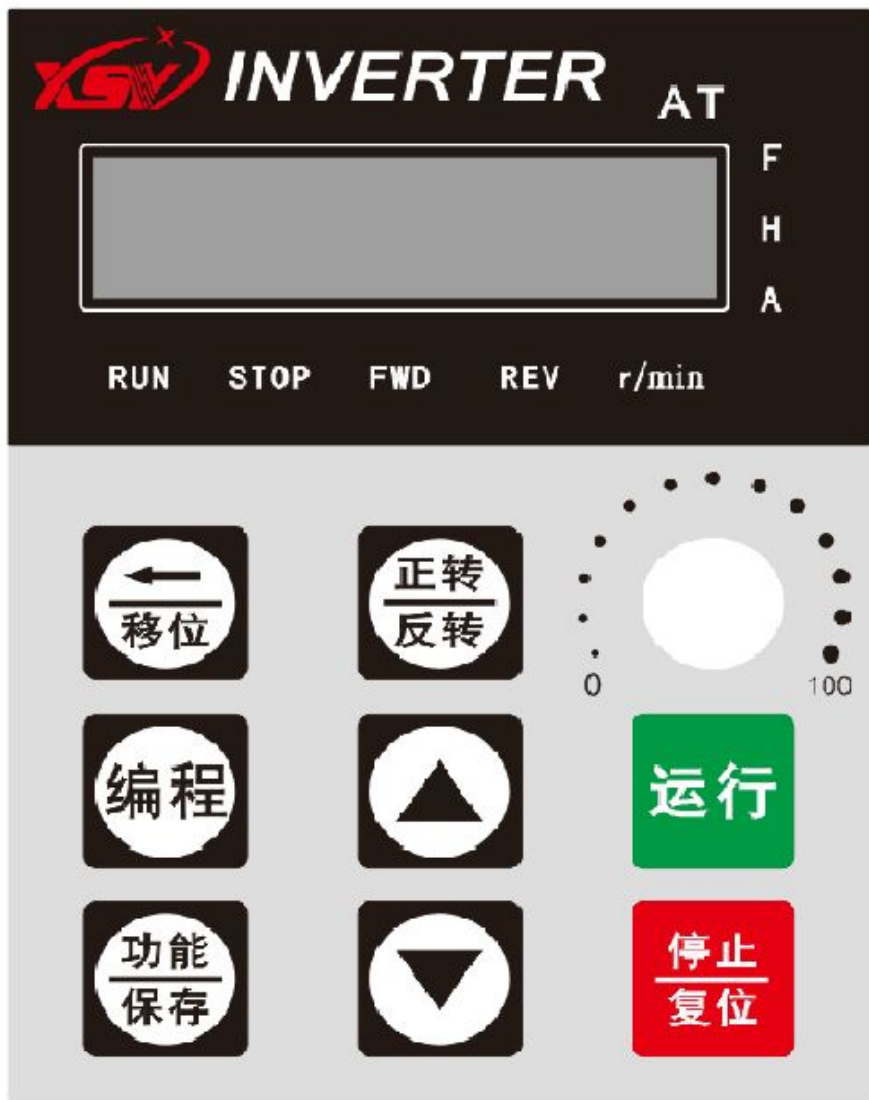 XSV INVERTER AT
F
H
A
RUN STOP FWD REV r/min
移位
正转
反转
0 100
编程
运行
功能
保存
停止
复位